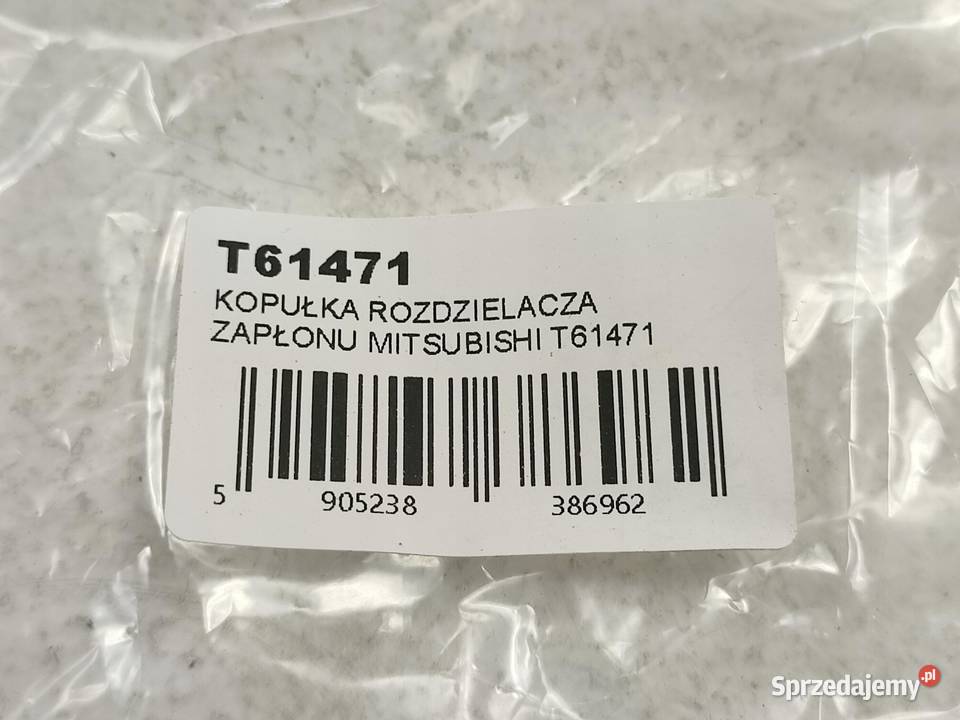 T61471
KOPUŁKA ROZDZIELACZA
ZAPŁONU MITSUBISHI T61471
5 905238 386962
Sprzedajemy.pl